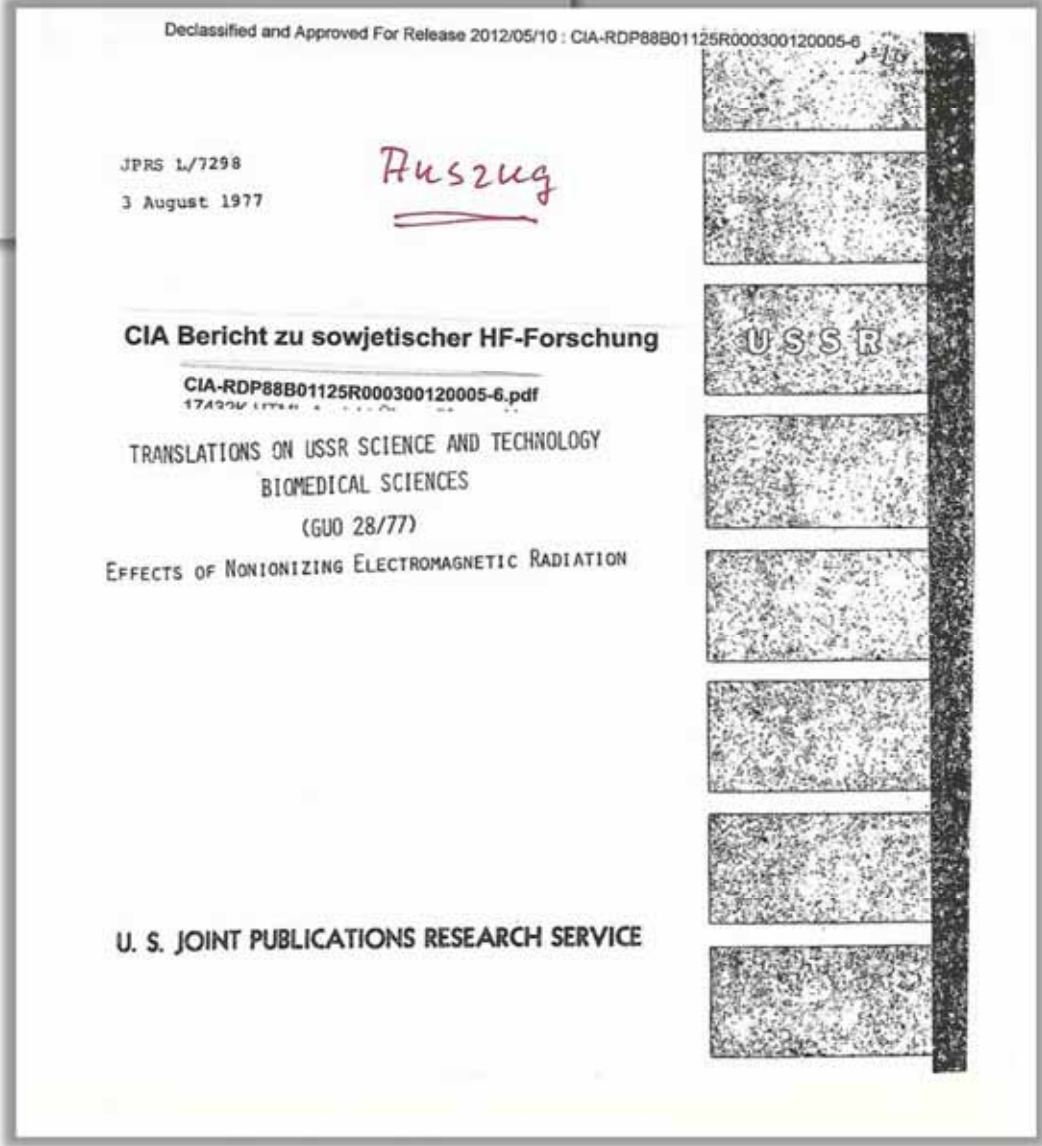 Declassified and Approved For Release 2012/05/10 : CIA-RDP88B01125R000300120005-6
JPRS L/7298
3 August 1977
Auszug
CIA Bericht zu sowjetischer HF-Forschung
USSR
CIA-RDP88B01125R000300120005-6.pdf
TRANSLATIONS ON USSR SCIENCE AND TECHNOLOGY
BIOMEDICAL SCIENCES
(GUO 28/77)
EFFECTS OF NONIONIZING ELECTROMAGNETIC RADIATION
U. S. JOINT PUBLICATIONS RESEARCH SERVICE